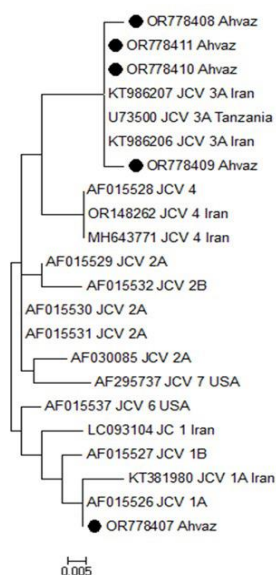 OR778408 Ahvaz
OR778411 Ahvaz
OR778410 Ahvaz
KT986207 JCV 3A Iran
U73500 JCV 3A Tanzania
KT986206 JCV 3A Iran
OR778409 Ahvaz
AF015528 JCV 4
OR148262 JCV 4 Iran
MH643771 JCV 4 Iran
AF015529 JCV 2A
AF015532 JCV 2B
AF015530 JCV 2A
AF015531 JCV 2A
AF030085 JCV 2A
AF295737 JCV 7 USA
AF015537 JCV 6 USA
LC093104 JC 1 Iran
AF015527 JCV 1B
KT381980 JCV 1A Iran
AF015526 JCV 1A
OR778407 Ahvaz
0.005